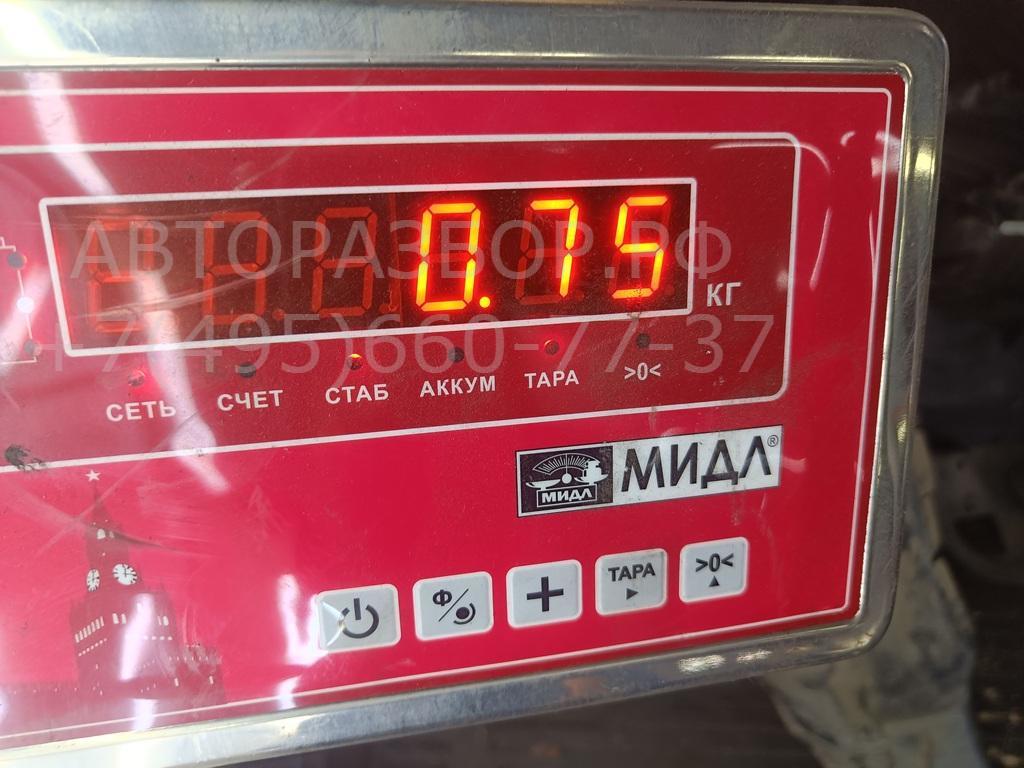 0.75
КГ
АВТОРАЗБОР.РФ
+7(495)660-77-37
СЕТЬ СЧЕТ СТАБ АККУМ ТАРА >0<
МИДЛ МИДЛ®
Ф ТАРА >0<